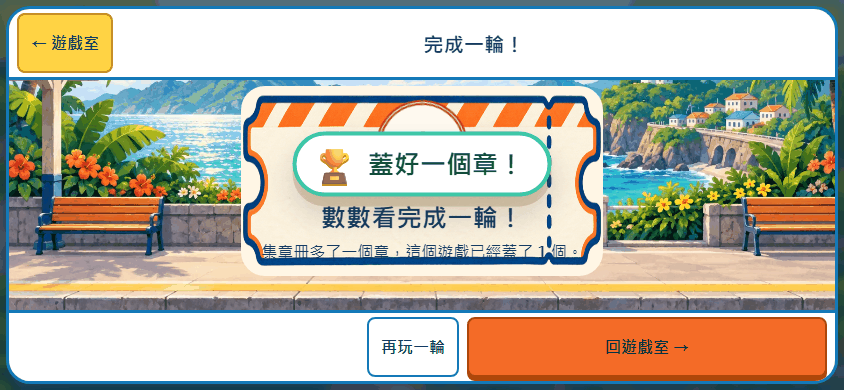 ← 遊戲室
完成一輪！
蓋好一個章！
數數看完成一輪！
集章冊多了一個章，這個遊戲已經蓋了 1 個。
再玩一輪
回遊戲室 →